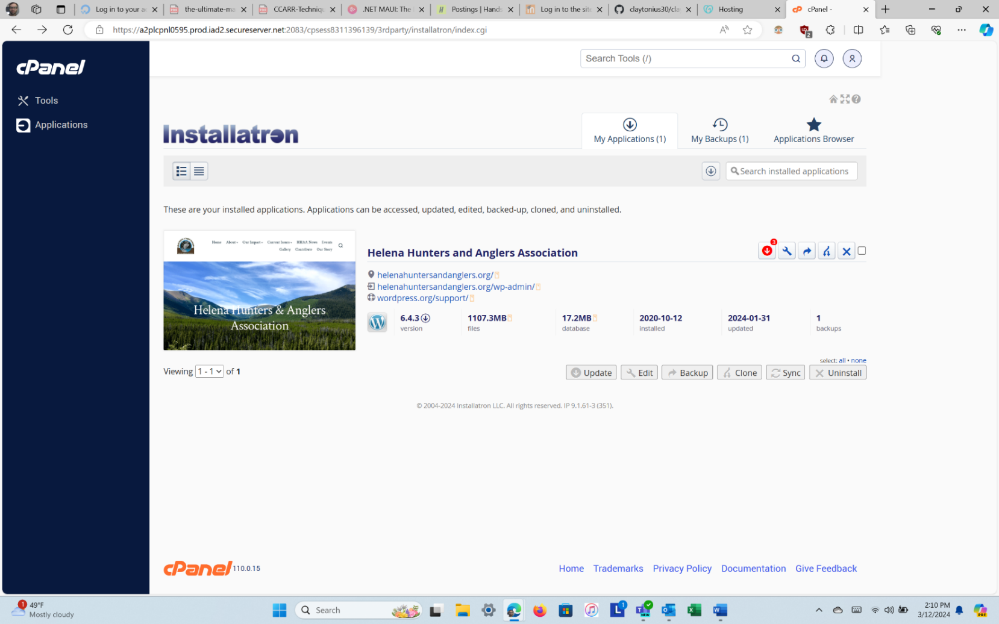 Log in to your ac
the-ultimate-ma
CCARR-Techniqu
.NET MAUI: The
Postings | Hands
Log in to the site
claytonius30/cla
Hosting
cPanel -
https://a2plcpnl0595.prod.iad2.secureserver.net:2083/cpsess8311396139/3rdparty/installatron/index.cgi
2
cPanel
Search Tools (/)
Tools
Applications
Installatron
My Applications (1)
My Backups (1)
Applications Browser
Search installed applications
These are your installed applications. Applications can be accessed, updated, edited, backed-up, cloned, and uninstalled.
Home About Our Impact Current Issues HHAA News Events
Gallery Contribute Our Story
Helena Hunters & Anglers
Association
Helena Hunters and Anglers Association
3
helenahuntersandanglers.org/
helenahuntersandanglers.org/wp-admin/
wordpress.org/support/
6.4.3 1107.3MB 17.2MB 2020-10-12 2024-01-31 1
version files database installed updated backups
select: all • none
Viewing 1 - 1 of 1
Update Edit Backup Clone Sync Uninstall
© 2004-2024 Installatron LLC. All rights reserved. IP 9.1.61-3 (351).
cPanel 110.0.15
Home Trademarks Privacy Policy Documentation Give Feedback
1
49°F
Mostly cloudy
Search
L
1
NEW
2:10 PM
3/12/2024
PRE